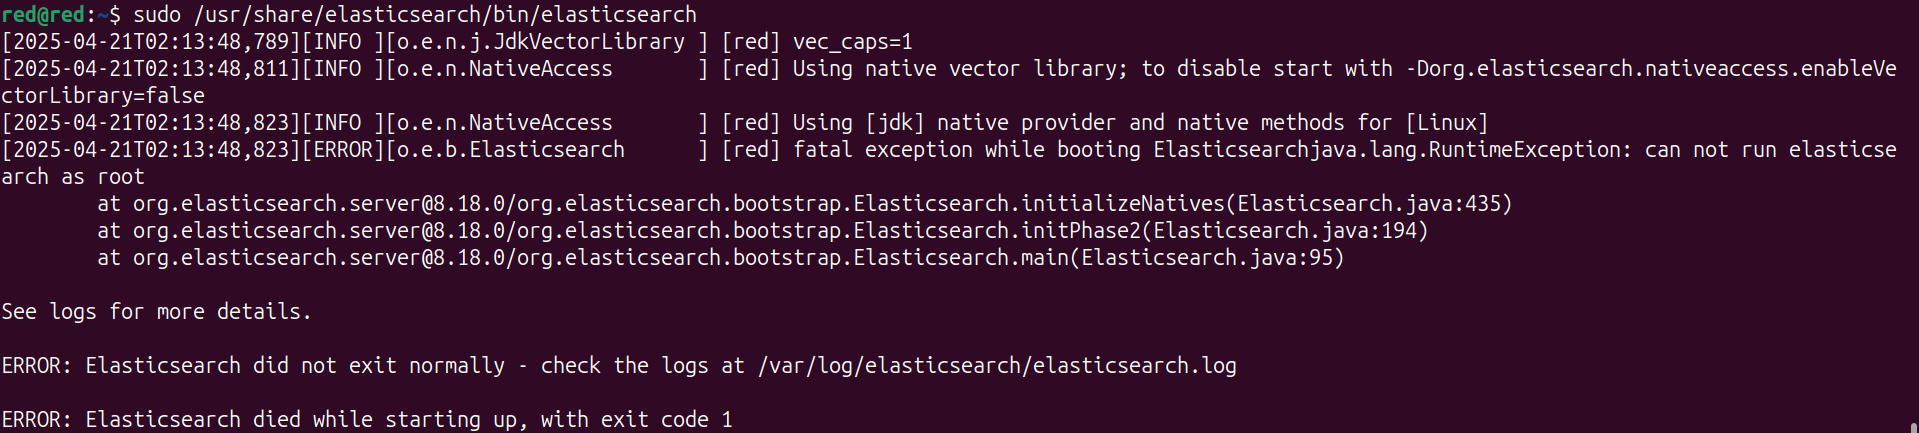 red@red:~$ sudo /usr/share/elasticsearch/bin/elasticsearch
[2025-04-21T02:13:48,789][INFO ][o.e.n.j.JdkVectorLibrary ] [red] vec_caps=1
[2025-04-21T02:13:48,811][INFO ][o.e.n.NativeAccess       ] [red] Using native vector library; to disable start with -Dorg.elasticsearch.nativeaccess.enableVe
ctorLibrary=false
[2025-04-21T02:13:48,823][INFO ][o.e.n.NativeAccess       ] [red] Using [jdk] native provider and native methods for [Linux]
[2025-04-21T02:13:48,823][ERROR][o.e.b.Elasticsearch      ] [red] fatal exception while booting Elasticsearchjava.lang.RuntimeException: can not run elasticse
arch as root
        at org.elasticsearch.server@8.18.0/org.elasticsearch.bootstrap.Elasticsearch.initializeNatives(Elasticsearch.java:435)
        at org.elasticsearch.server@8.18.0/org.elasticsearch.bootstrap.Elasticsearch.initPhase2(Elasticsearch.java:194)
        at org.elasticsearch.server@8.18.0/org.elasticsearch.bootstrap.Elasticsearch.main(Elasticsearch.java:95)

See logs for more details.

ERROR: Elasticsearch did not exit normally - check the logs at /var/log/elasticsearch/elasticsearch.log

ERROR: Elasticsearch died while starting up, with exit code 1